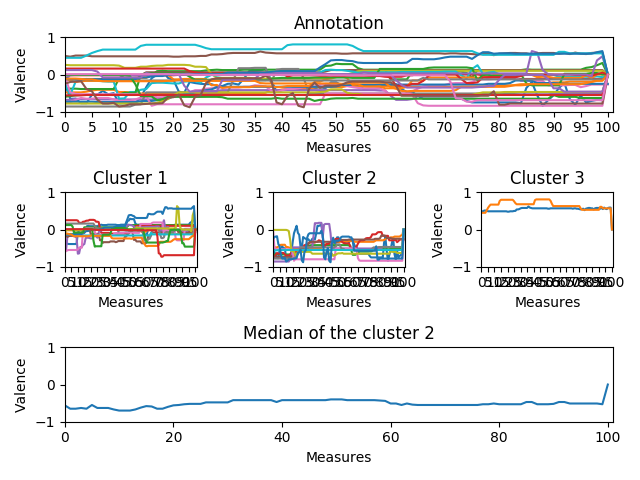 Annotation
Valence
1
0
−1
0 5 10 15 20 25 30 35 40 45 50 55 60 65 70 75 80 85 90 95 100
Measures
Cluster 1 Cluster 2 Cluster 3
Valence Valence Valence
1 1 1
0 0 0
−1 −1 −1
Measures Measures Measures
Median of the cluster 2
Valence
1
0
−1
0 20 40 60 80 100
Measures